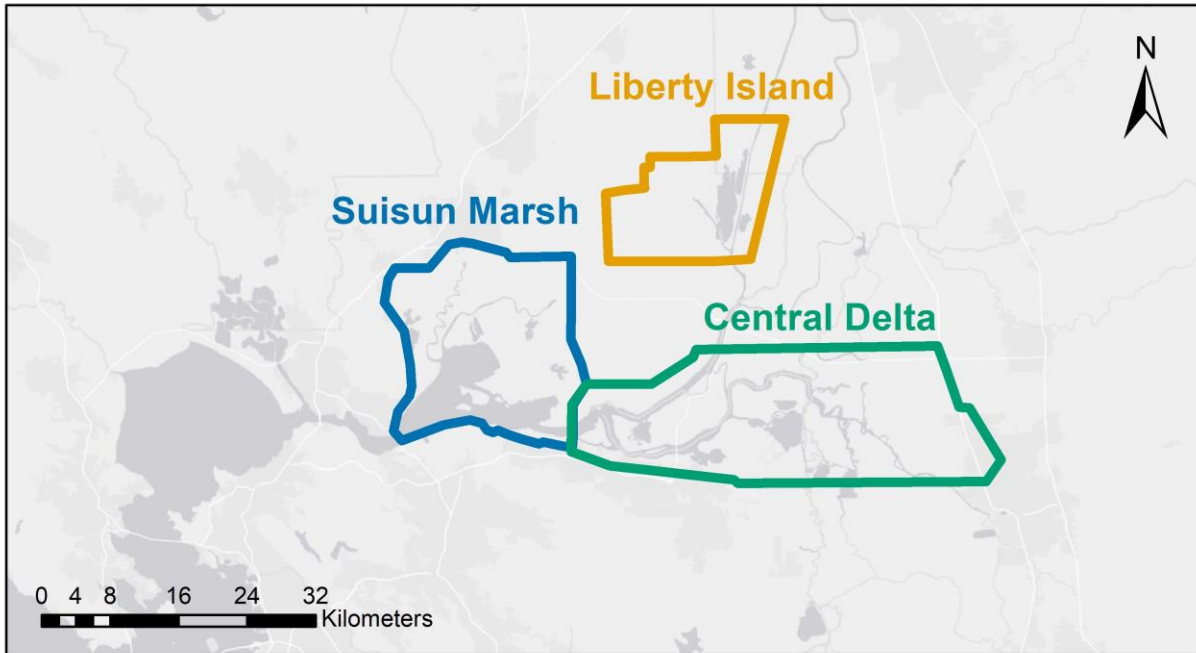 N
Liberty Island
Suisun Marsh
Central Delta
0 4 8 16 24 32
Kilometers